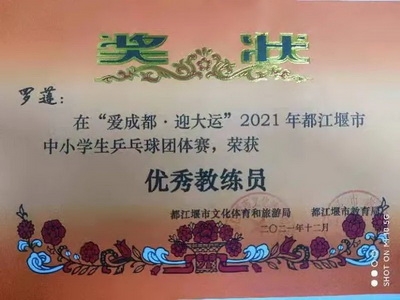 奖状
罗莲：
在“爱成都·迎大运”2021年都江堰市
中小学生乒乓球团体赛，荣获
优秀教练员
都江堰市文化体育和旅游局 都江堰市教育局
二〇二一年十二月
SHOT ON